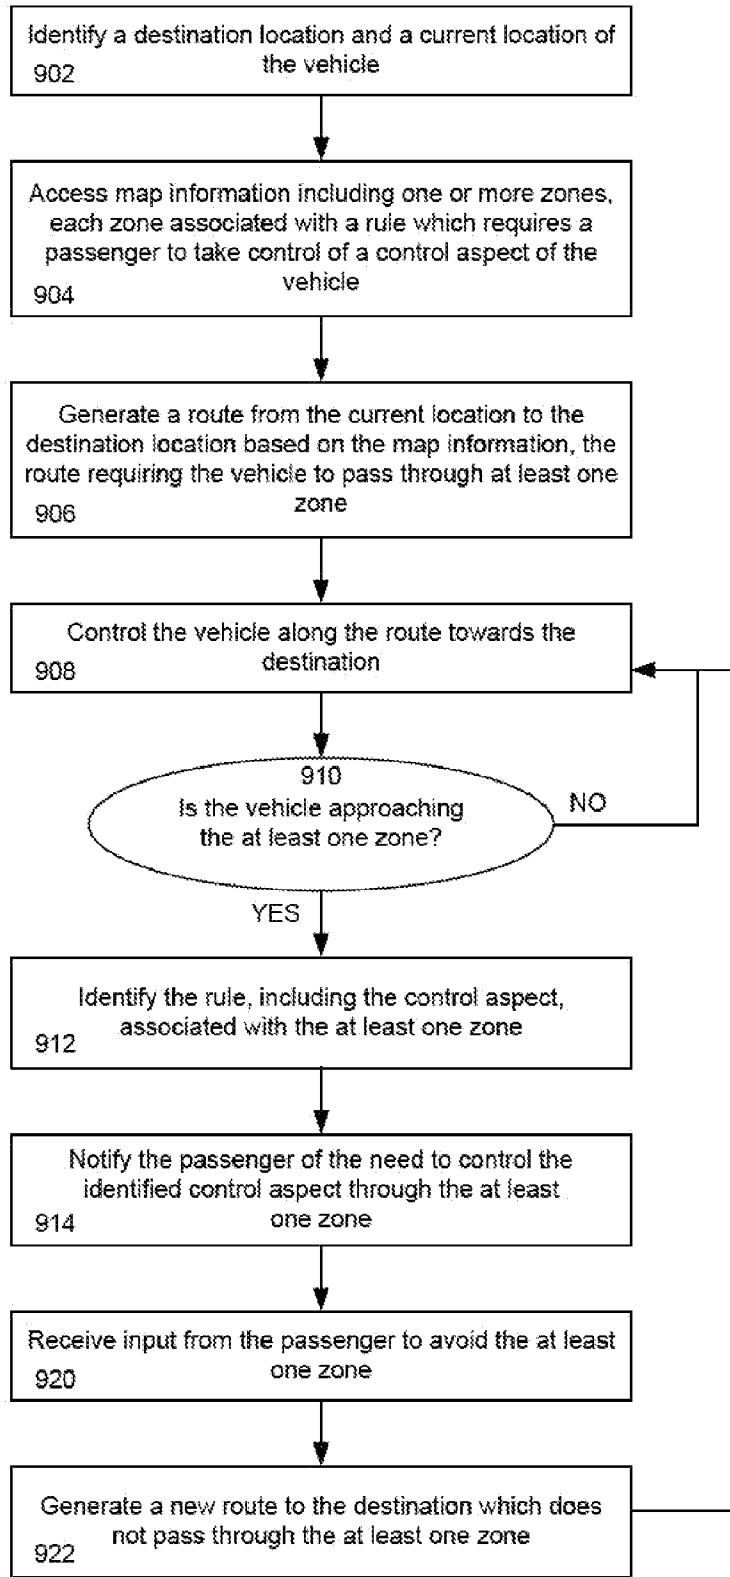 Identify a destination location and a current location of
the vehicle
902
Access map information including one or more zones,
each zone associated with a rule which requires a
passenger to take control of a control aspect of the
vehicle
904
Generate a route from the current location to the
destination location based on the map information, the
route requiring the vehicle to pass through at least one
zone
906
Control the vehicle along the route towards the
destination
908
910
Is the vehicle approaching
the at least one zone?
NO
YES
Identify the rule, including the control aspect,
associated with the at least one zone
912
Notify the passenger of the need to control the
identified control aspect through the at least
one zone
914
Receive input from the passenger to avoid the at least
one zone
920
Generate a new route to the destination which does
not pass through the at least one zone
922